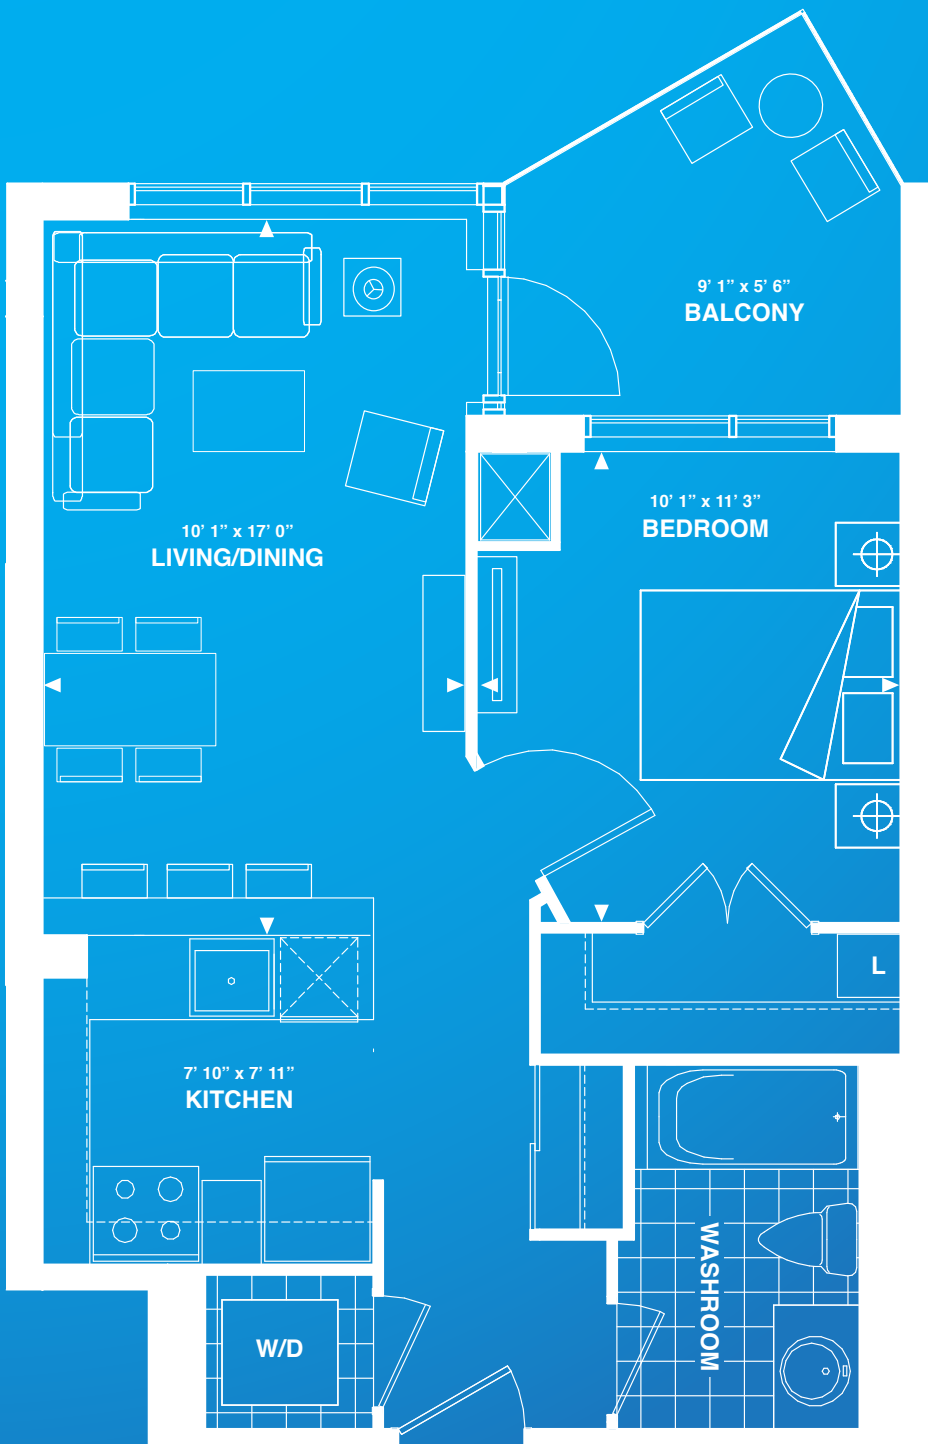 9’ 1” x 5’ 6”
BALCONY
10’ 1” x 11’ 3”
BEDROOM
10’ 1” x 17’ 0”
LIVING/DINING
L
7’ 10” x 7’ 11”
KITCHEN
WASHROOM
W/D